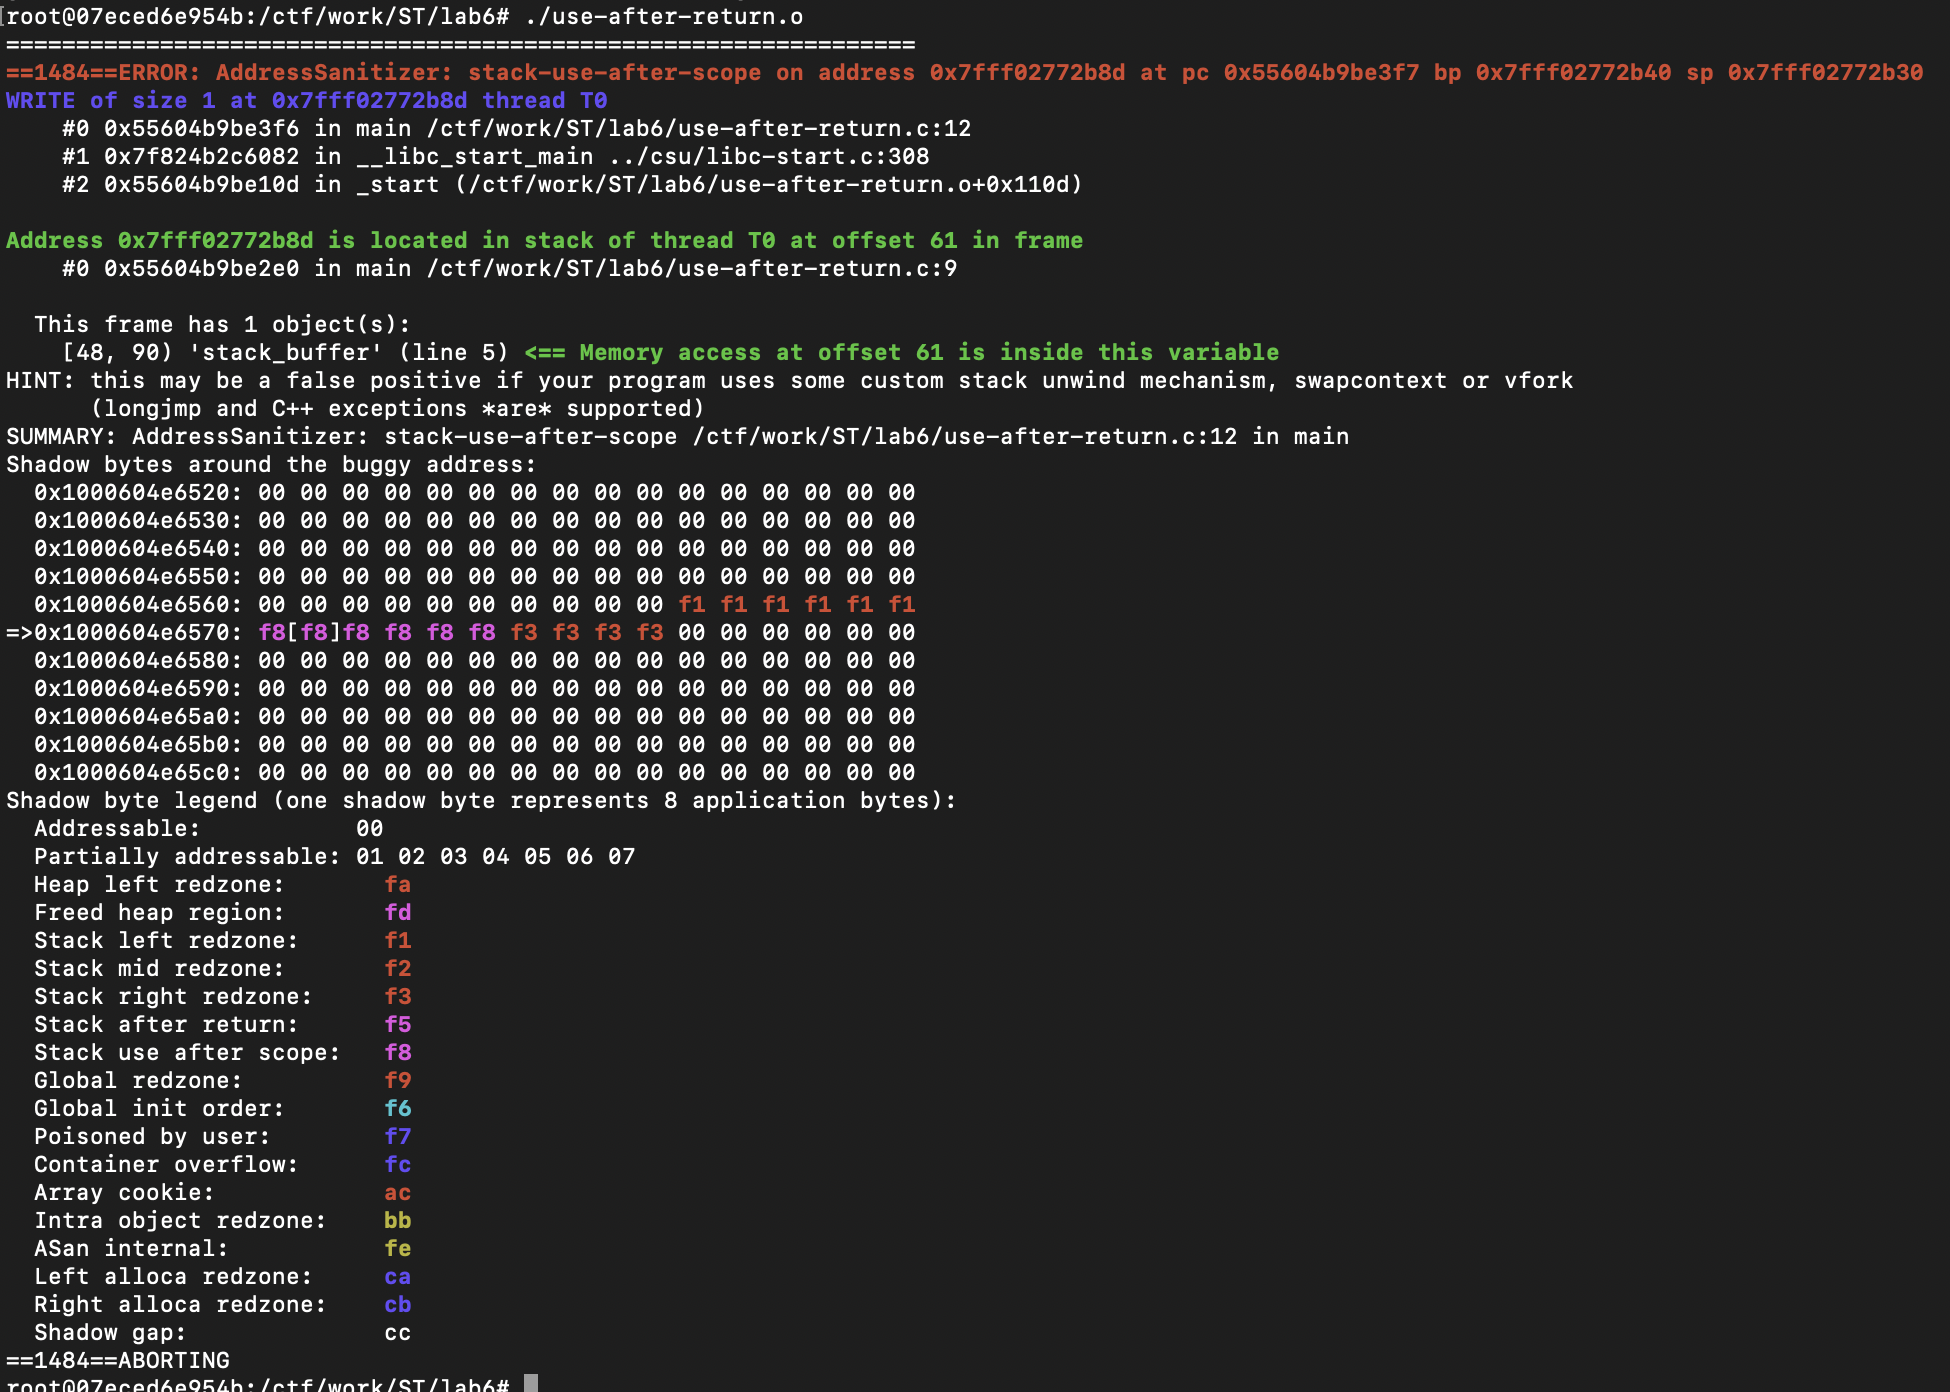 root@07eced6e954b:/ctf/work/ST/lab6# ./use-after-return.o
=================================================================
==1484==ERROR: AddressSanitizer: stack-use-after-scope on address 0x7fff02772b8d at pc 0x55604b9be3f7 bp 0x7fff02772b40 sp 0x7fff02772b30
WRITE of size 1 at 0x7fff02772b8d thread T0
    #0 0x55604b9be3f6 in main /ctf/work/ST/lab6/use-after-return.c:12
    #1 0x7f824b2c6082 in __libc_start_main ../csu/libc-start.c:308
    #2 0x55604b9be10d in _start (/ctf/work/ST/lab6/use-after-return.o+0x110d)

Address 0x7fff02772b8d is located in stack of thread T0 at offset 61 in frame
    #0 0x55604b9be2e0 in main /ctf/work/ST/lab6/use-after-return.c:9

  This frame has 1 object(s):
    [48, 90) 'stack_buffer' (line 5) <== Memory access at offset 61 is inside this variable
HINT: this may be a false positive if your program uses some custom stack unwind mechanism, swapcontext or vfork
      (longjmp and C++ exceptions *are* supported)
SUMMARY: AddressSanitizer: stack-use-after-scope /ctf/work/ST/lab6/use-after-return.c:12 in main
Shadow bytes around the buggy address:
  0x1000604e6520: 00 00 00 00 00 00 00 00 00 00 00 00 00 00 00 00
  0x1000604e6530: 00 00 00 00 00 00 00 00 00 00 00 00 00 00 00 00
  0x1000604e6540: 00 00 00 00 00 00 00 00 00 00 00 00 00 00 00 00
  0x1000604e6550: 00 00 00 00 00 00 00 00 00 00 00 00 00 00 00 00
  0x1000604e6560: 00 00 00 00 00 00 00 00 00 00 f1 f1 f1 f1 f1 f1
=>0x1000604e6570: f8[f8]f8 f8 f8 f8 f3 f3 f3 f3 00 00 00 00 00 00
  0x1000604e6580: 00 00 00 00 00 00 00 00 00 00 00 00 00 00 00 00
  0x1000604e6590: 00 00 00 00 00 00 00 00 00 00 00 00 00 00 00 00
  0x1000604e65a0: 00 00 00 00 00 00 00 00 00 00 00 00 00 00 00 00
  0x1000604e65b0: 00 00 00 00 00 00 00 00 00 00 00 00 00 00 00 00
  0x1000604e65c0: 00 00 00 00 00 00 00 00 00 00 00 00 00 00 00 00
Shadow byte legend (one shadow byte represents 8 application bytes):
  Addressable:           00
  Partially addressable: 01 02 03 04 05 06 07
  Heap left redzone:       fa
  Freed heap region:       fd
  Stack left redzone:      f1
  Stack mid redzone:       f2
  Stack right redzone:     f3
  Stack after return:      f5
  Stack use after scope:   f8
  Global redzone:          f9
  Global init order:       f6
  Poisoned by user:        f7
  Container overflow:      fc
  Array cookie:            ac
  Intra object redzone:    bb
  ASan internal:           fe
  Left alloca redzone:     ca
  Right alloca redzone:    cb
  Shadow gap:              cc
==1484==ABORTING
root@07eced6e954b:/ctf/work/ST/lab6#